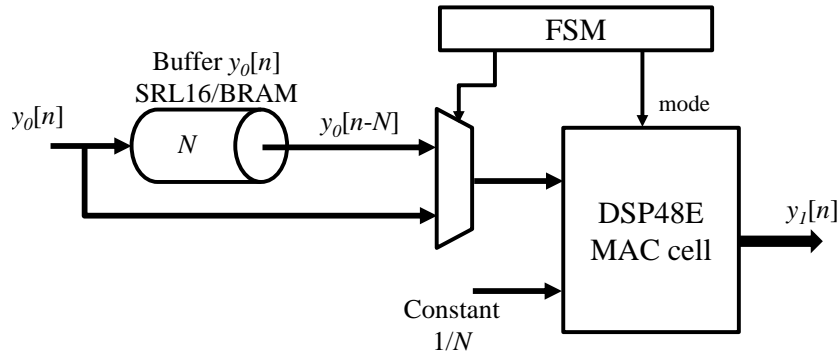 FSM
Buffer y0[n]
SRL16/BRAM
mode
y0[n]
N
y0[n-N]
DSP48E
MAC cell
y1[n]
Constant
1/N